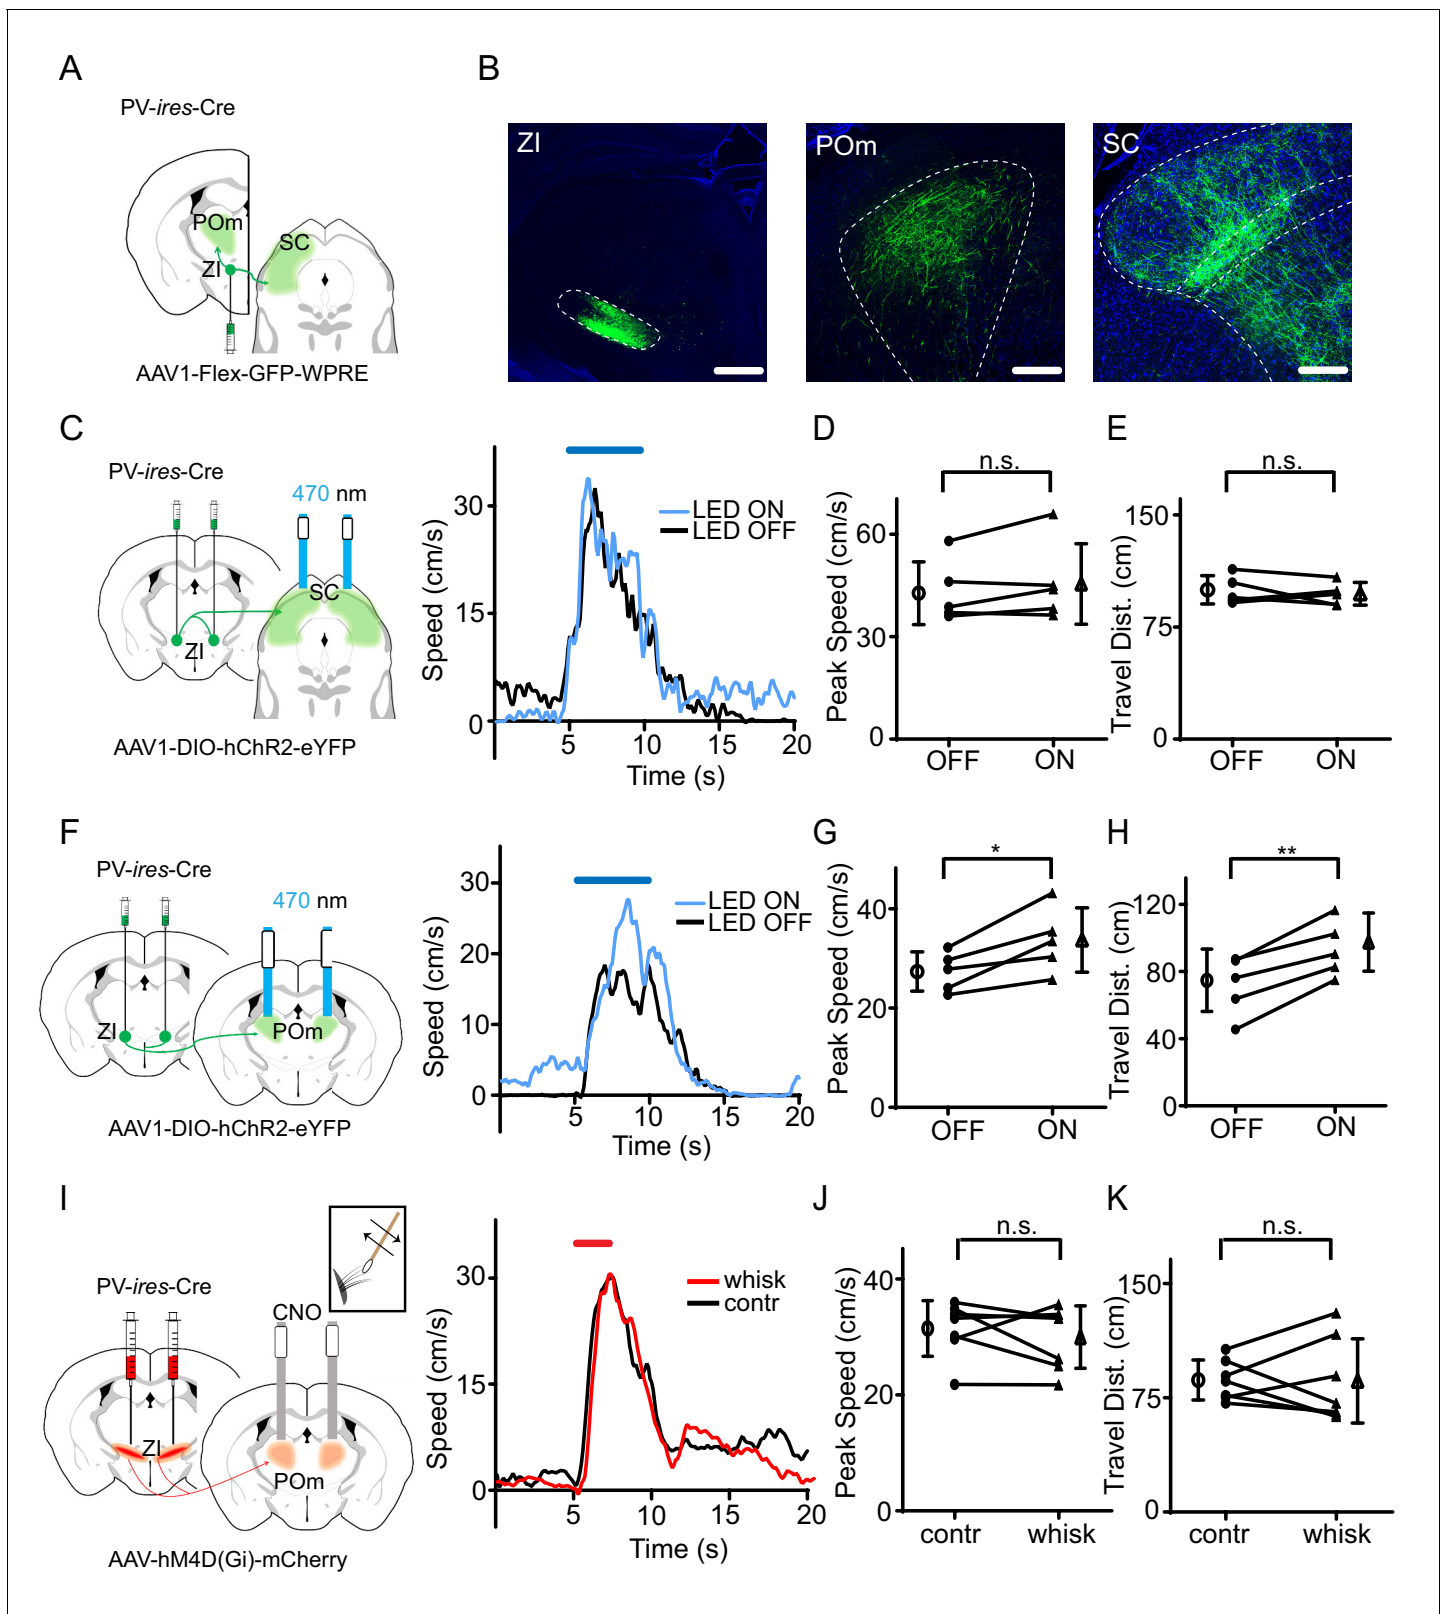 A
PV-ires-Cre
POm
SC
ZI
AAV1-Flex-GFP-WPRE
B
ZI
POm
SC
C
PV-ires-Cre
470 nm
SC
ZI
AAV1-DIO-hChR2-eYFP
Speed (cm/s)
30
15
0
5
10
15
20
Time (s)
LED ON
LED OFF
D
n.s.
Peak Speed (cm/s)
60
30
0
OFF
ON
E
n.s.
Travel Dist. (cm)
150
75
0
OFF
ON
F
PV-ires-Cre
470 nm
ZI
POm
AAV1-DIO-hChR2-eYFP
Speed (cm/s)
30
20
10
0
5
10
15
20
Time (s)
LED ON
LED OFF
G
*
Peak Speed (cm/s)
40
20
0
OFF
ON
H
**
Travel Dist. (cm)
120
80
40
0
OFF
ON
I
PV-ires-Cre
CNO
ZI
POm
AAV-hM4D(Gi)-mCherry
Speed (cm/s)
30
15
0
5
10
15
20
Time (s)
whisk
contr
J
n.s.
Peak Speed (cm/s)
40
20
0
contr
whisk
K
n.s.
Travel Dist. (cm)
150
75
0
contr
whisk